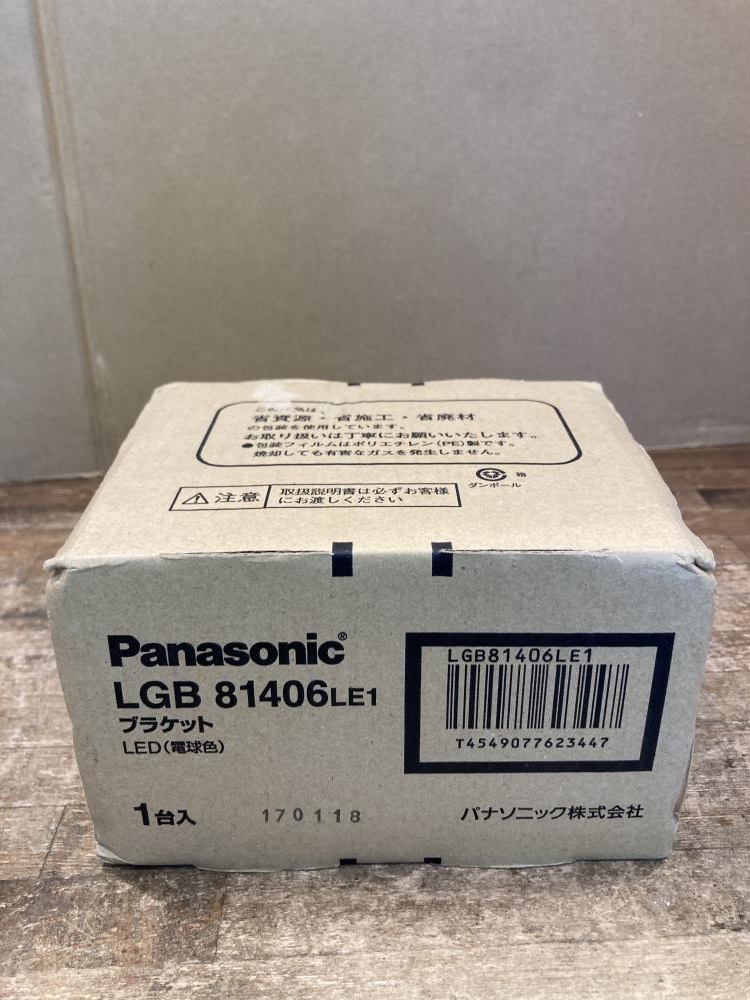 この包装は、
省資源・省施工・省廃材
の包装を使用しています。
お取り扱いは丁寧にお願いいたします。
●包装フィルムはポリエチレン(PE)製です。
焼却しても有害なガスを発生しません。
箱
ダンボール
注意
取扱説明書は必ずお客様
にお渡しください
Panasonic®
LGB 81406LE1
ブラケット
LED(電球色)
1台入
170118
LGB81406LE1
T4549077623447
パナソニック株式会社